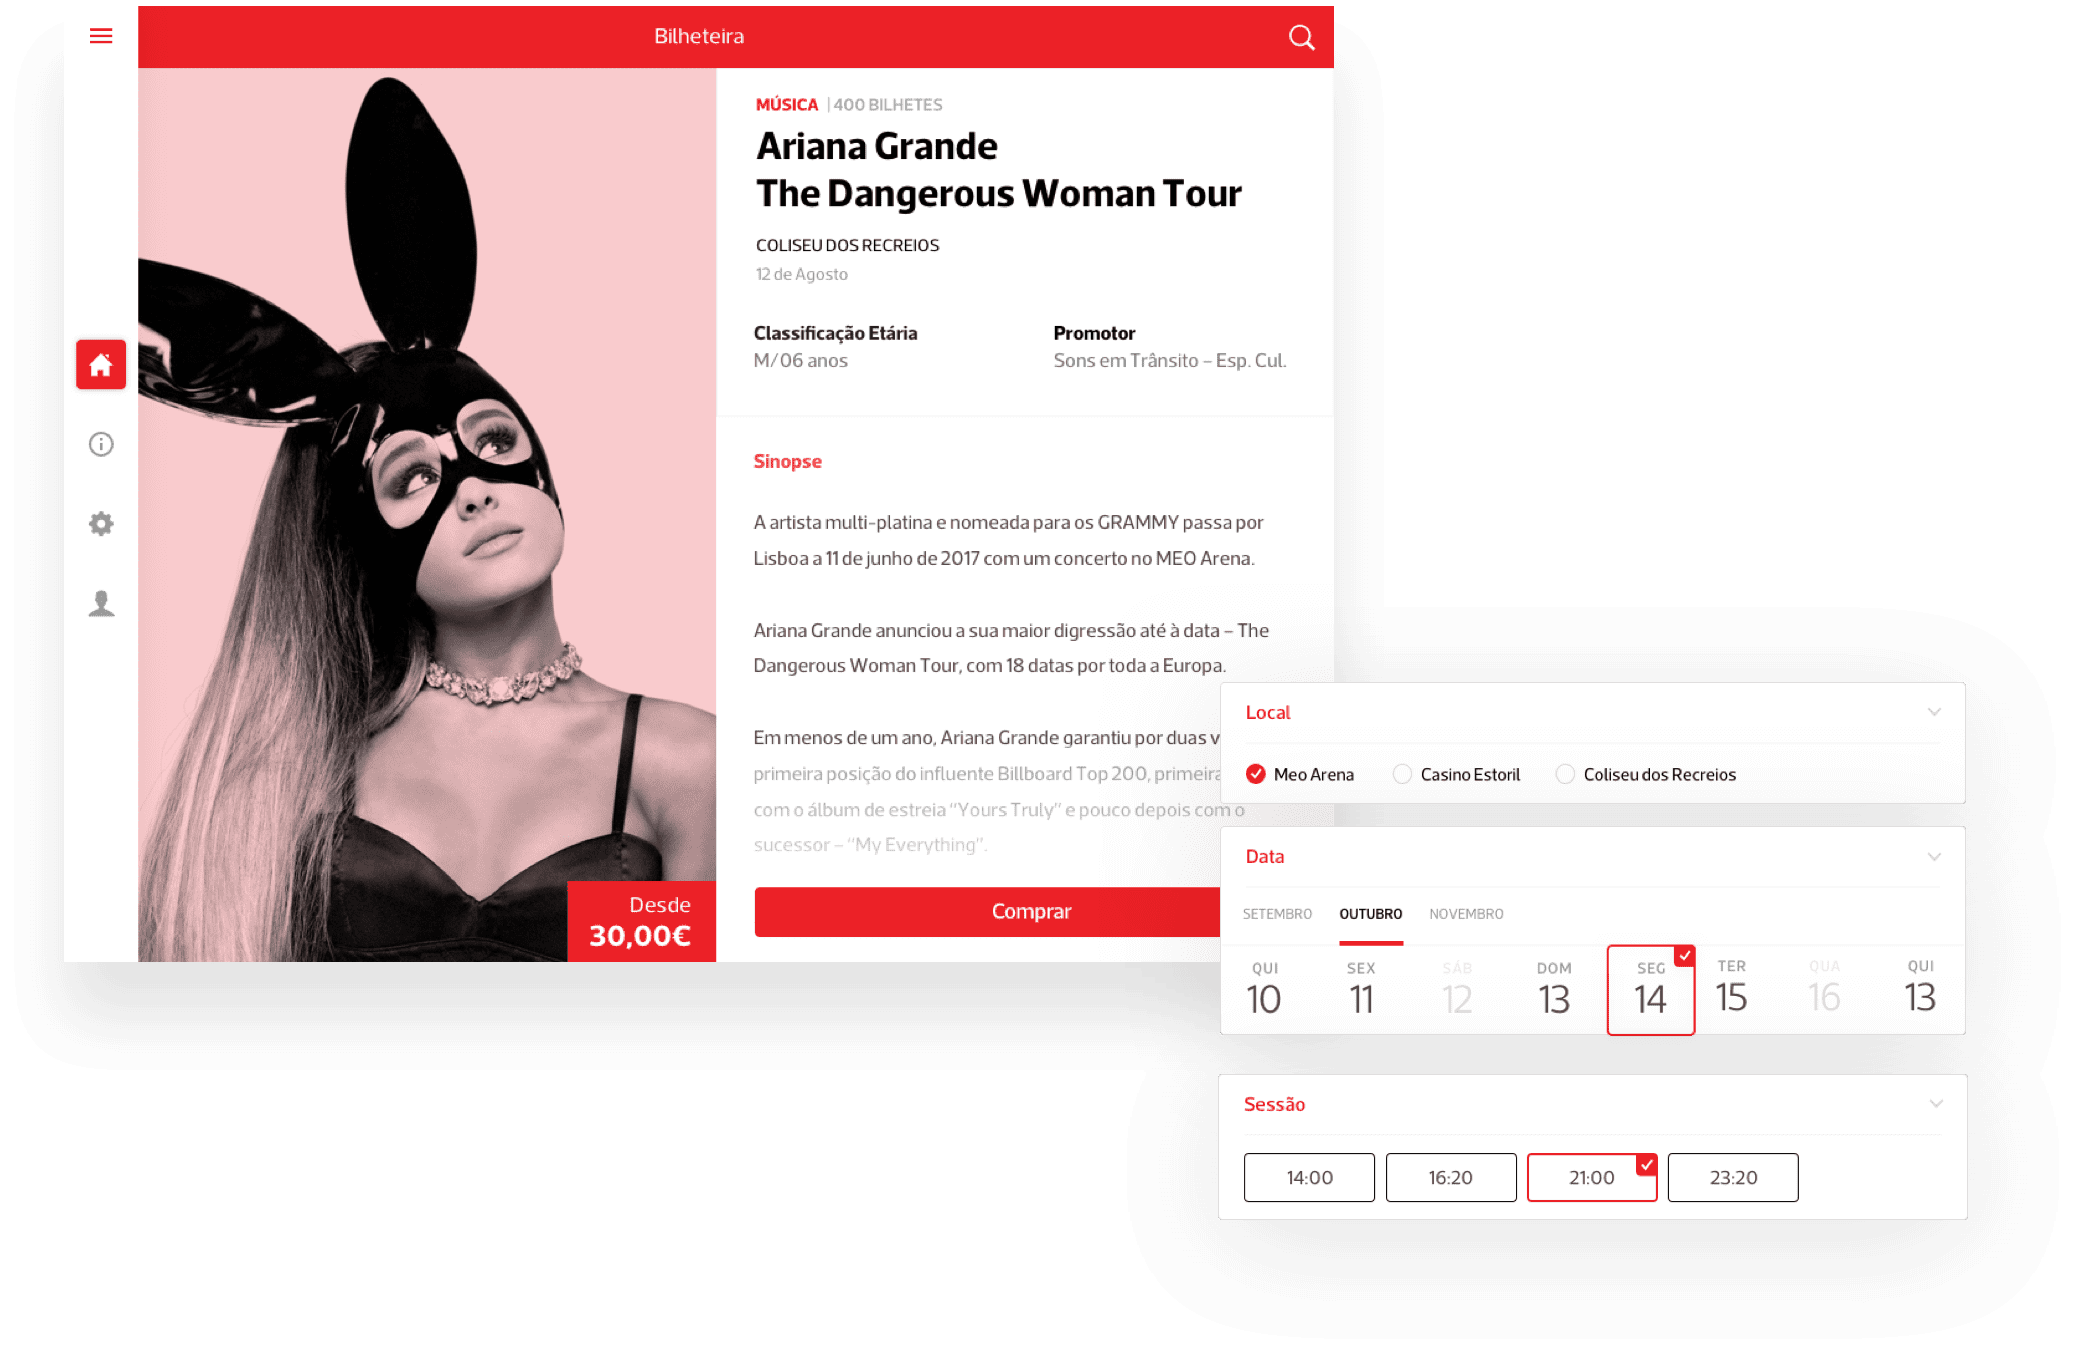 Bilheteira
MÚSICA | 400 BILHETES
Ariana Grande
The Dangerous Woman Tour
COLISEU DOS RECREIOS
12 de Agosto
Classificação Etária
M/06 anos
Promotor
Sons em Trânsito – Esp. Cul.
Sinopse
A artista multi-platina e nomeada para os GRAMMY passa por
Lisboa a 11 de junho de 2017 com um concerto no MEO Arena.
Ariana Grande anunciou a sua maior digressão até à data – The
Dangerous Woman Tour, com 18 datas por toda a Europa.
Em menos de um ano, Ariana Grande garantiu por duas v
primeira posição do influente Billboard Top 200, primeira
com o álbum de estreia “Yours Truly” e pouco depois com o
sucessor – “My Everything”.
Desde
30,00€
Comprar
Local
Meo Arena
Casino Estoril
Coliseu dos Recreios
Data
SETEMBRO OUTUBRO NOVEMBRO
QUI SEX SÁB DOM SEG TER QUA QUI
10 11 12 13 14 15 16 13
Sessão
14:00 16:20 21:00 23:20